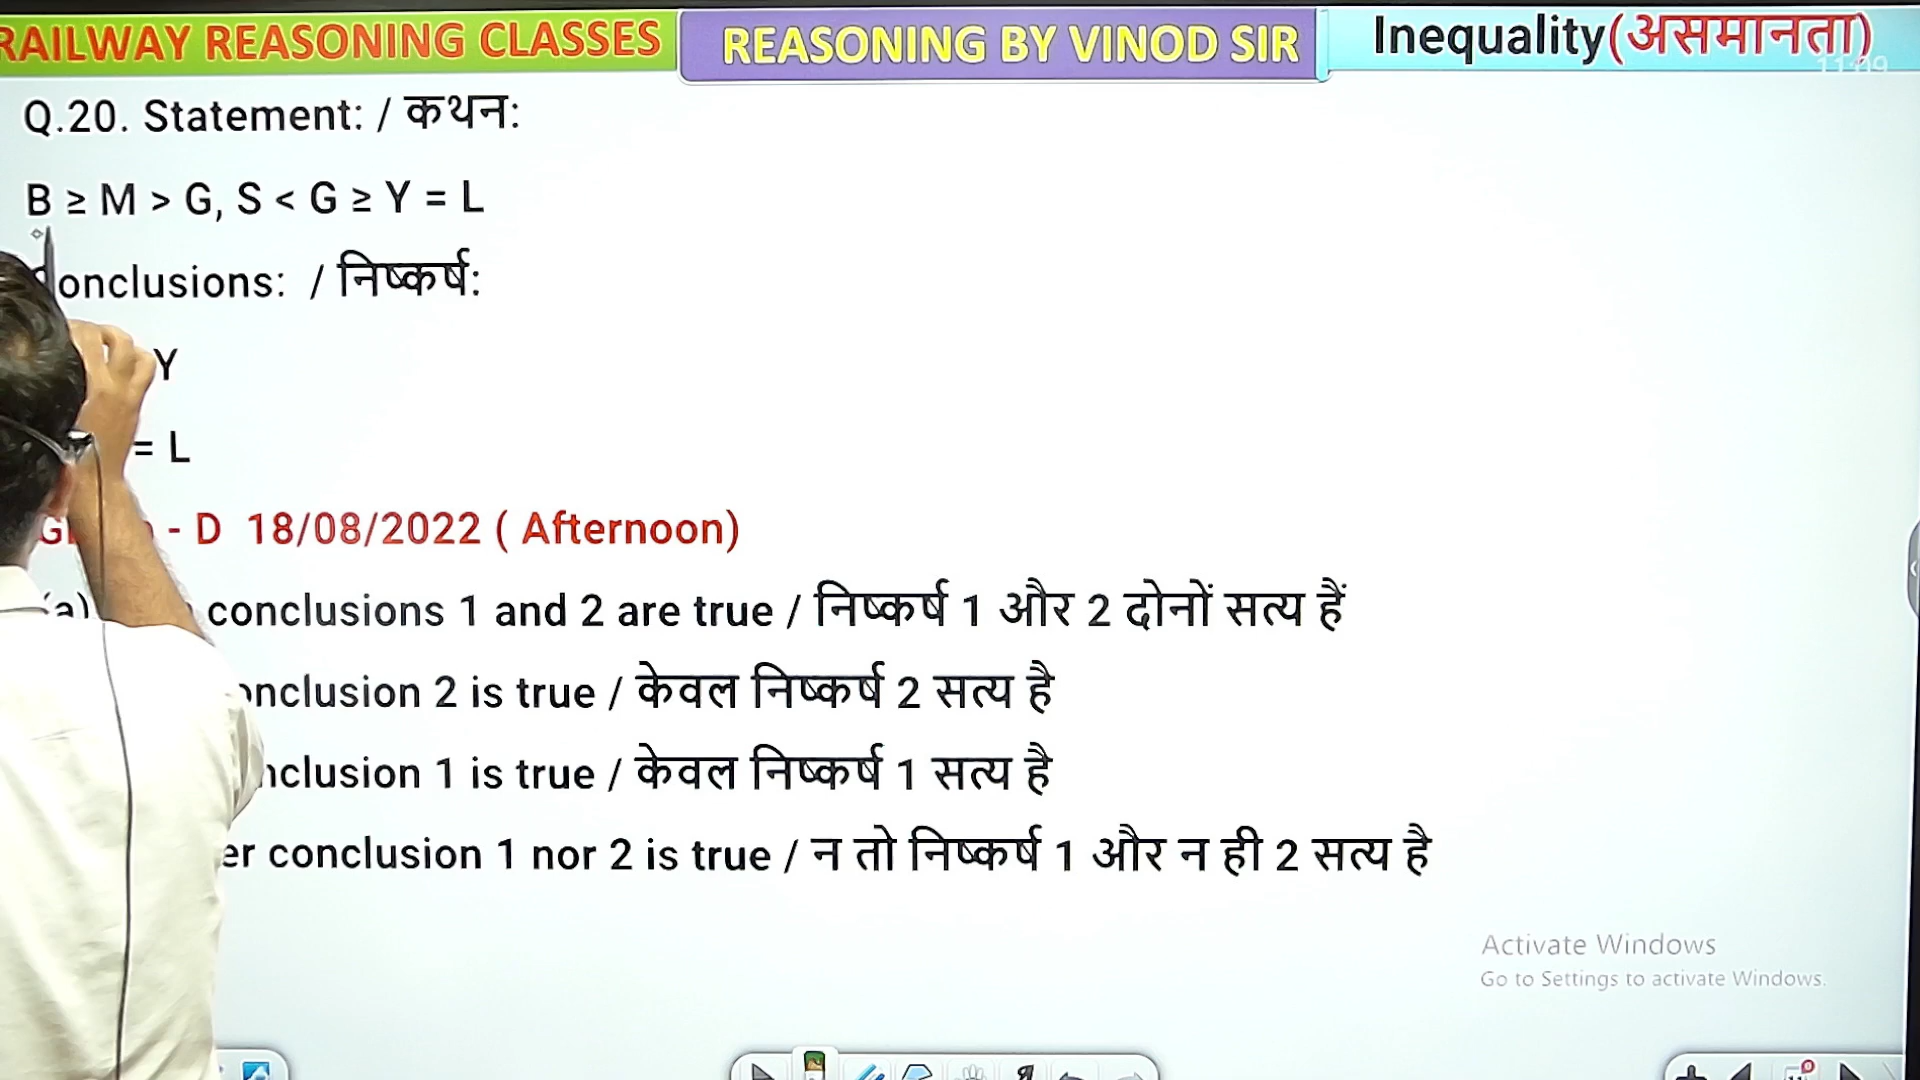 RAILWAY REASONING CLASSES
REASONING BY VINOD SIR
Inequality(असमानता)
11:09
Q.20. Statement: / कथन:
B ≥ M > G, S < G ≥ Y = L
onclusions: / निष्कर्ष:
Y
= L
- D 18/08/2022 ( Afternoon)
(a) conclusions 1 and 2 are true / निष्कर्ष 1 और 2 दोनों सत्य हैं
onclusion 2 is true / केवल निष्कर्ष 2 सत्य है
nclusion 1 is true / केवल निष्कर्ष 1 सत्य है
er conclusion 1 nor 2 is true / न तो निष्कर्ष 1 और न ही 2 सत्य है
Activate Windows
Go to Settings to activate Windows.